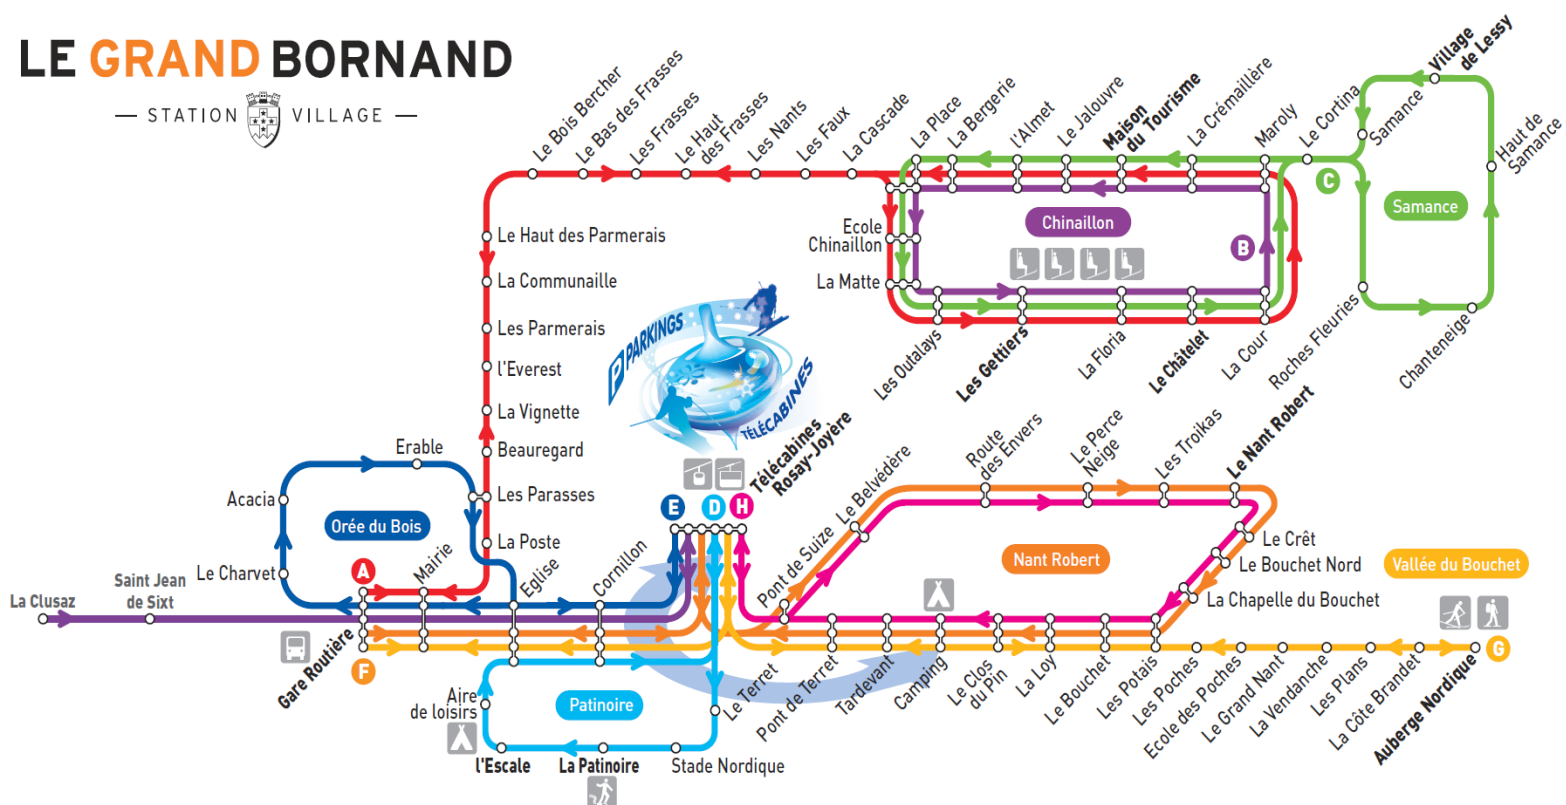 LE GRAND BORNAND
STATION VILLAGE
Le Bois Bercher
Le Bas des Frasses
Les Frasses
Le Haut
des Frasses
Les Nants
Les Faux
La Cascade
La Place
La Bergerie
l'Almet
Le Jalouvre
Maison
du Tourisme
La Crémaillère
Maroly
Le Cortina
Samance
Village
de Lessy
Haut de
Samance
C
Samance
Chinaillon
B
Ecole
Chinaillon
La Matte
Les Outalays
Les Gettiers
La Floria
Le Châtelet
La Cour
Roches Fleuries
Chanteneige
Le Haut des Parmerais
La Communaille
Les Parmerais
l'Everest
La Vignette
Beauregard
Les Parasses
La Poste
P PARKINGS
TÉLÉCABINES
Télécabines
Rosay-Joyère
E
D
H
Erable
Acacia
Orée du Bois
Le Charvet
A
Mairie
Eglise
Cornillon
La Clusaz
Saint Jean
de Sixt
Gare Routière
F
Pont de Suize
Le Belvédère
Route
des Envers
Le Perce
Neige
Les Troikas
Le Nant Robert
Nant Robert
Le Crêt
Le Bouchet Nord
La Chapelle du Bouchet
Vallée du Bouchet
G
Aire
de loisirs
Patinoire
l'Escale
La Patinoire
Stade Nordique
Le Terret
Pont de Terret
Tardevant
Camping
Le Clos
du Pin
La Loy
Le Bouchet
Les Potais
Les Poches
Ecole des Poches
Le Grand Nant
La Vendanche
Les Plans
La Côte Brandet
Auberge Nordique